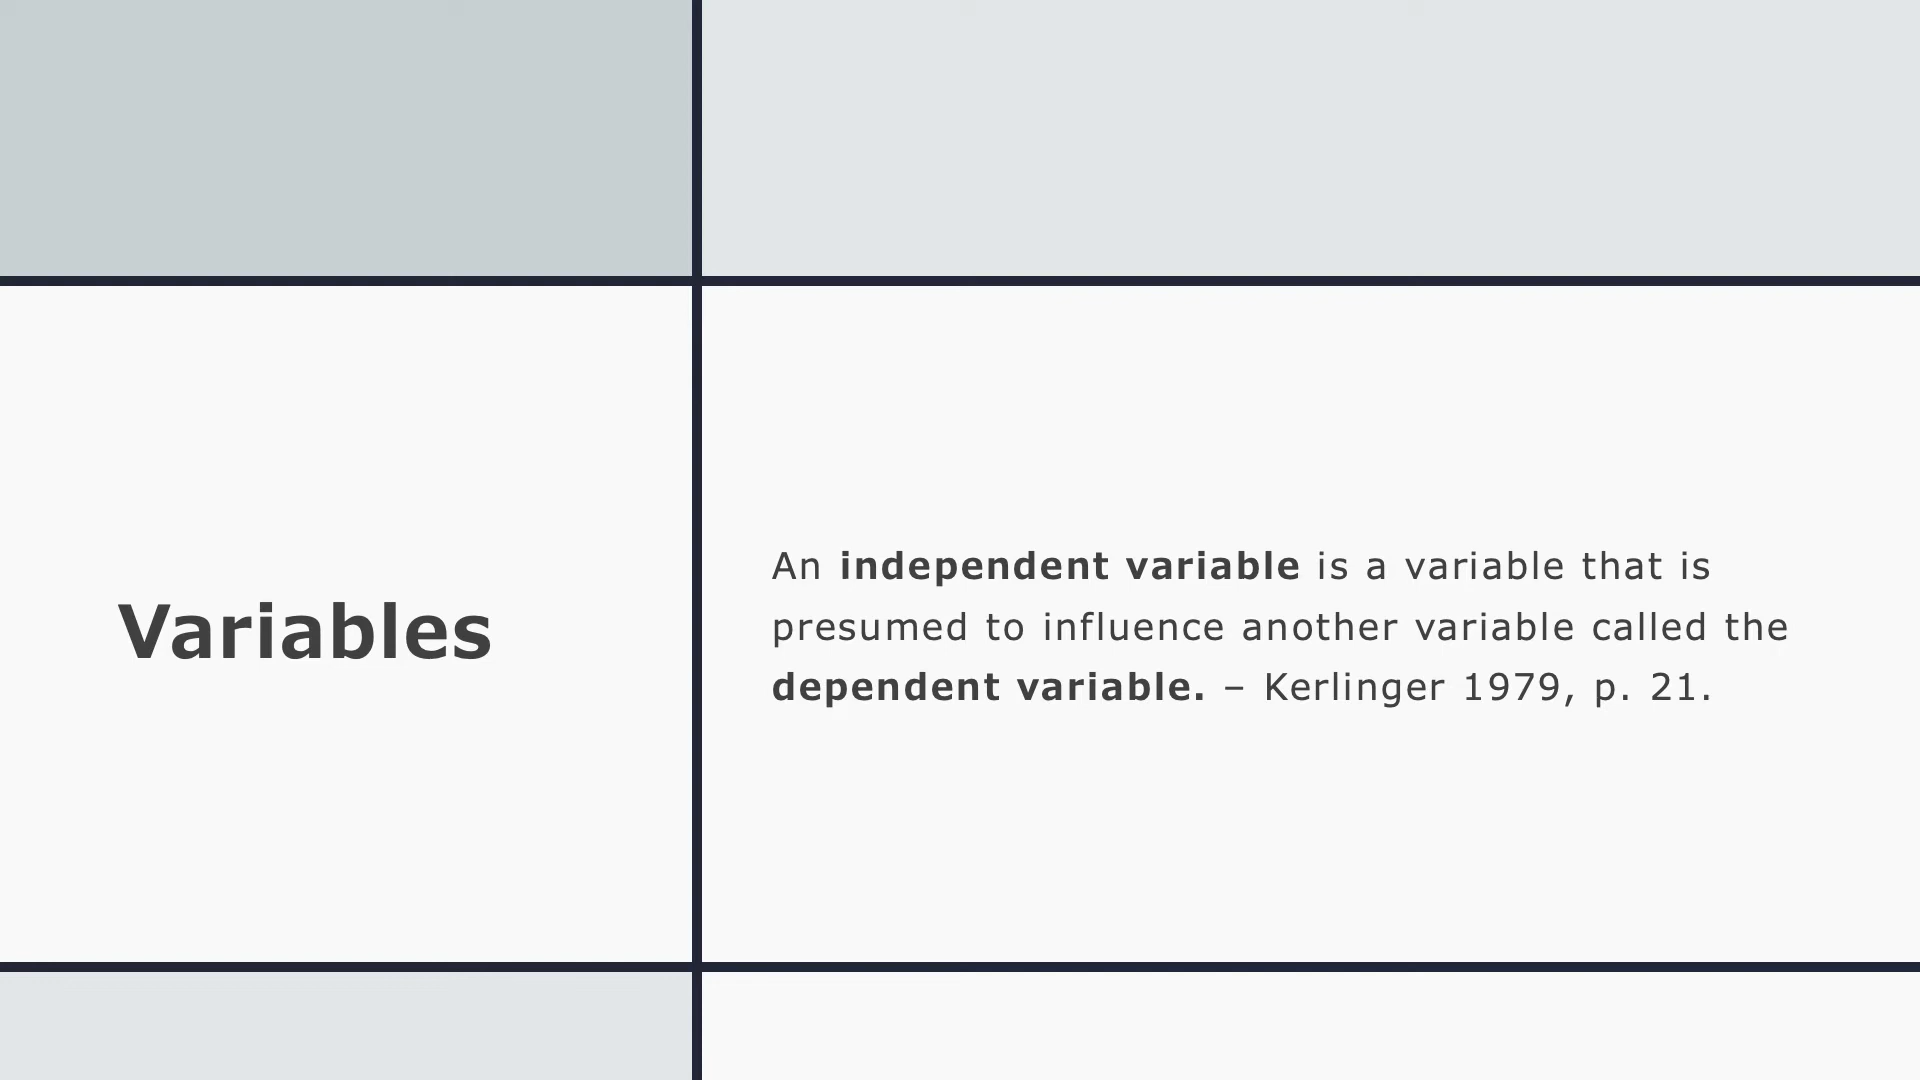 Variables
An independent variable is a variable that is
presumed to influence another variable called the
dependent variable. – Kerlinger 1979, p. 21.